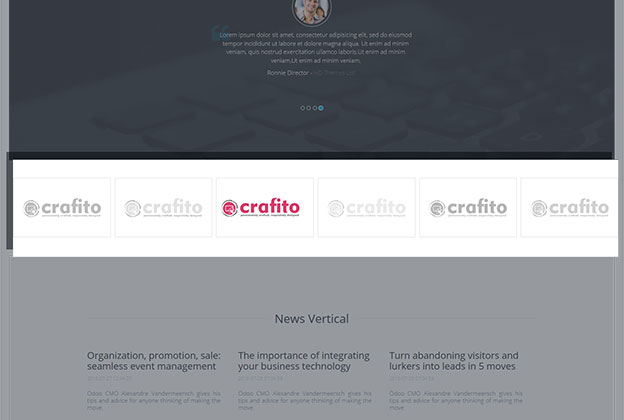 Lorem ipsum dolor sit amet, consectetur adipisicing elit, sed do eiusmod
tempor incididunt ut labore et dolore magna aliqua. Ut enim ad minim
veniam, quis nostrud exercitation ullamco laboris.Ut enim ad minim
veniam,Ut enim ad minim veniam,
Ronnie Director - HD Themes Ltd
crafito crafito crafito crafito crafito crafito
News Vertical
Organization, promotion, sale: The importance of integrating Turn abandoning visitors and
seamless event management your business technology lurkers into leads in 5 moves
Odoo CMO Alexandre Vandermeersch gives his Odoo CMO Alexandre Vandermeersch gives his Odoo CMO Alexandre Vandermeersch gives his
tips and advice for anyone thinking of making the tips and advice for anyone thinking of making the tips and advice for anyone thinking of making the
move move. move.